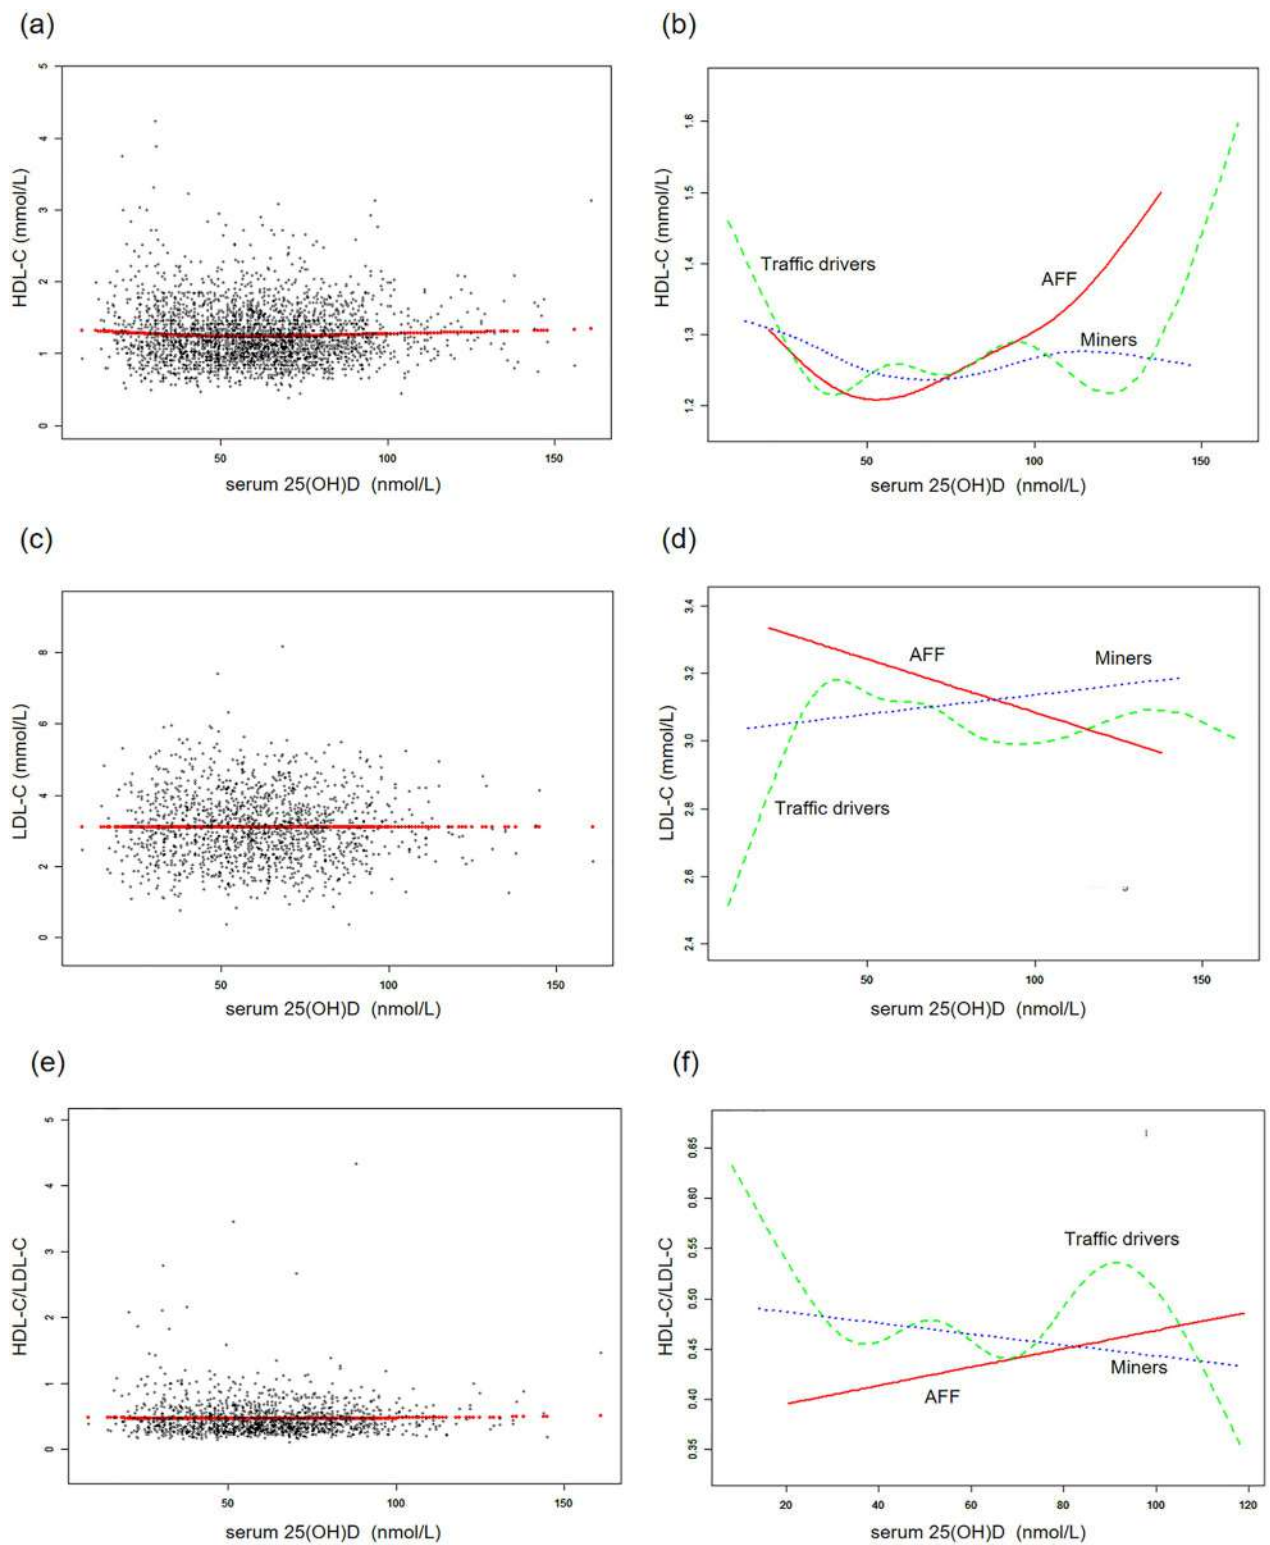 (a)
HDL-C (mmol/L)
5
4
3
2
1
0
50
100
150
serum 25(OH)D (nmol/L)
(b)
HDL-C (mmol/L)
1.6
1.5
1.4
1.3
1.2
Traffic drivers
AFF
Miners
50
100
150
serum 25(OH)D (nmol/L)
(c)
LDL-C (mmol/L)
8
6
4
2
0
50
100
150
serum 25(OH)D (nmol/L)
(d)
LDL-C (mmol/L)
3.4
3.2
3.0
2.8
2.6
2.4
AFF
Miners
Traffic drivers
50
100
150
serum 25(OH)D (nmol/L)
(e)
HDL-C/LDL-C
5
4
3
2
1
0
50
100
150
serum 25(OH)D (nmol/L)
(f)
HDL-C/LDL-C
0.65
0.60
0.55
0.50
0.45
0.40
0.35
Traffic drivers
Miners
AFF
20
40
60
80
100
120
serum 25(OH)D (nmol/L)